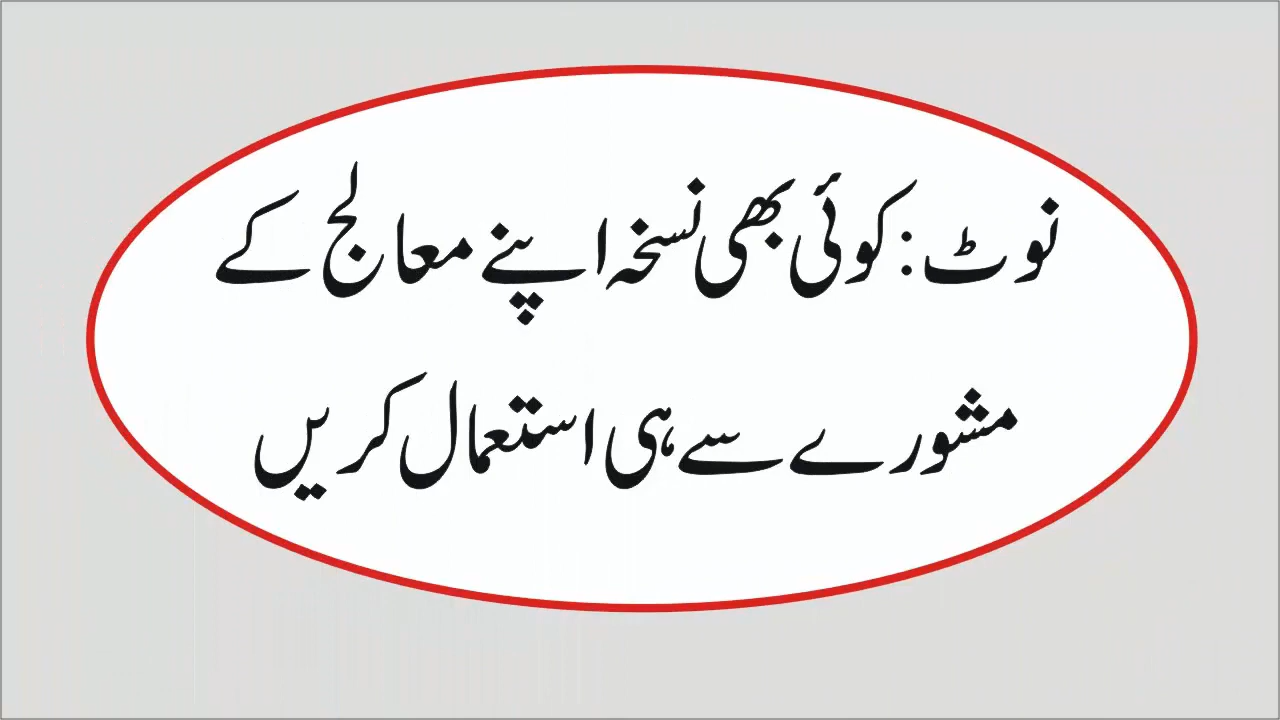 نوٹ: کوئی بھی نسخہ اپنے معالج کے
مشورے سے ہی استعمال کریں